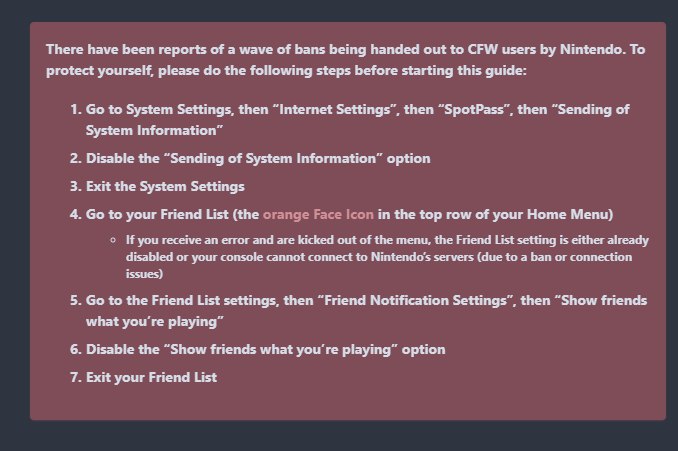 There have been reports of a wave of bans being handed out to CFW users by Nintendo. To
protect yourself, please do the following steps before starting this guide:
1. Go to System Settings, then “Internet Settings”, then “SpotPass”, then “Sending of
System Information”
2. Disable the “Sending of System Information” option
3. Exit the System Settings
4. Go to your Friend List (the orange Face Icon in the top row of your Home Menu)
◦ If you receive an error and are kicked out of the menu, the Friend List setting is either already
disabled or your console cannot connect to Nintendo’s servers (due to a ban or connection
issues)
5. Go to the Friend List settings, then “Friend Notification Settings”, then “Show friends
what you’re playing”
6. Disable the “Show friends what you’re playing” option
7. Exit your Friend List